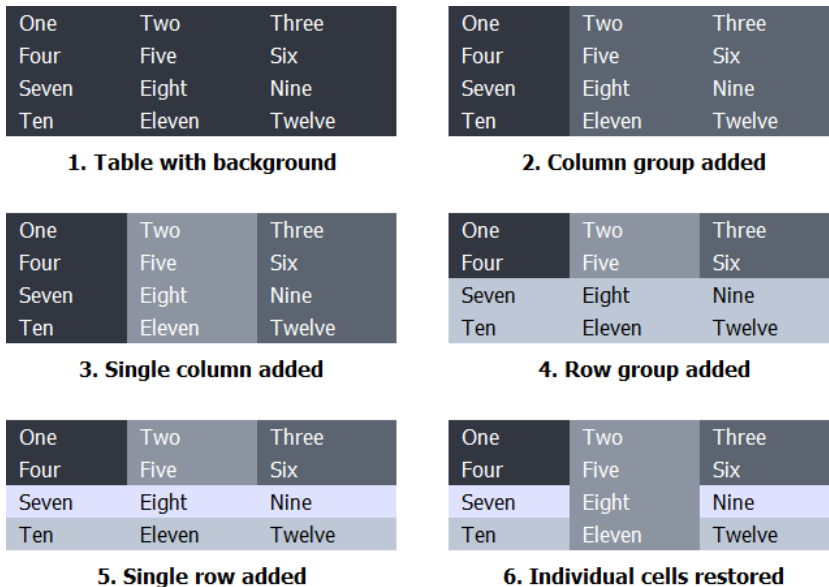 One Two Three
Four Five Six
Seven Eight Nine
Ten Eleven Twelve
1. Table with background
One Two Three
Four Five Six
Seven Eight Nine
Ten Eleven Twelve
2. Column group added
One Two Three
Four Five Six
Seven Eight Nine
Ten Eleven Twelve
3. Single column added
One Two Three
Four Five Six
Seven Eight Nine
Ten Eleven Twelve
4. Row group added
One Two Three
Four Five Six
Seven Eight Nine
Ten Eleven Twelve
5. Single row added
One Two Three
Four Five Six
Seven Eight Nine
Ten Eleven Twelve
6. Individual cells restored